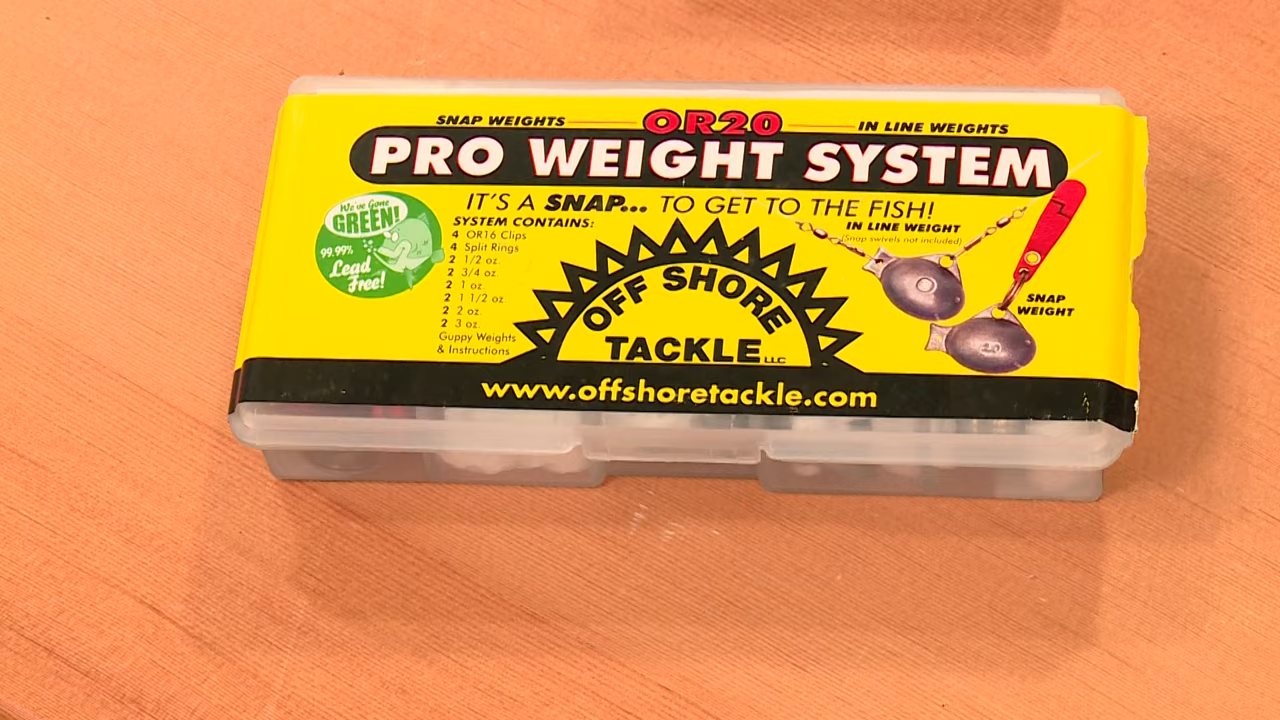 SNAP WEIGHTS OR20 IN LINE WEIGHTS
PRO WEIGHT SYSTEM
IT'S A SNAP... TO GET TO THE FISH!
We've Gone
GREEN!
99.99%
Lead
Free!
SYSTEM CONTAINS:
4 OR16 Clips
4 Split Rings
2 1/2 oz.
2 3/4 oz.
2 1 oz.
2 1 1/2 oz.
2 2 oz.
2 3 oz.
Guppy Weights
& Instructions
OFF SHORE
TACKLE LLC
IN LINE WEIGHT
(Snap swivels not included)
SNAP
WEIGHT
www.offshoretackle.com